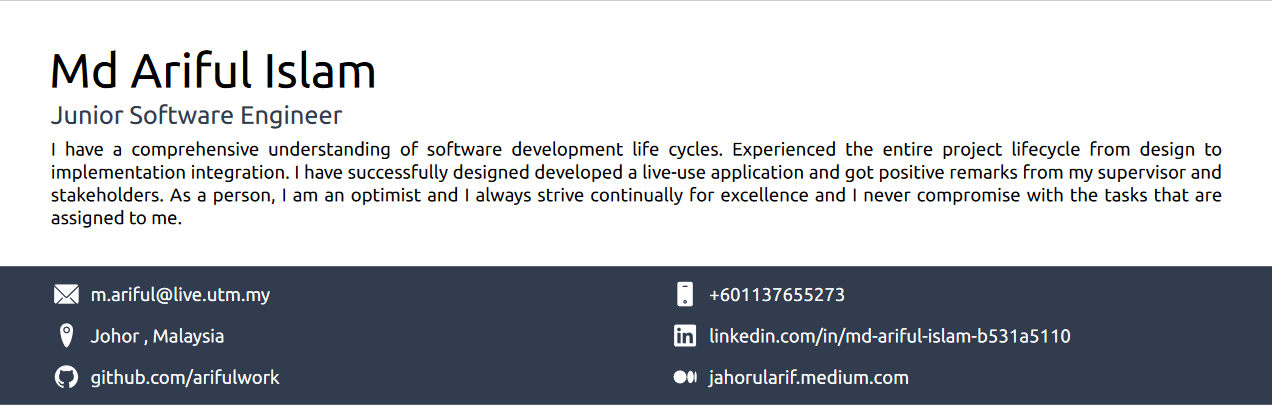 Md Ariful Islam
Junior Software Engineer
I have a comprehensive understanding of software development life cycles. Experienced the entire project lifecycle from design to
implementation integration. I have successfully designed developed a live-use application and got positive remarks from my supervisor and
stakeholders. As a person, I am an optimist and I always strive continually for excellence and I never compromise with the tasks that are
assigned to me.
m.ariful@live.utm.my
+601137655273
Johor , Malaysia
linkedin.com/in/md-ariful-islam-b531a5110
github.com/arifulwork
jahorularif.medium.com